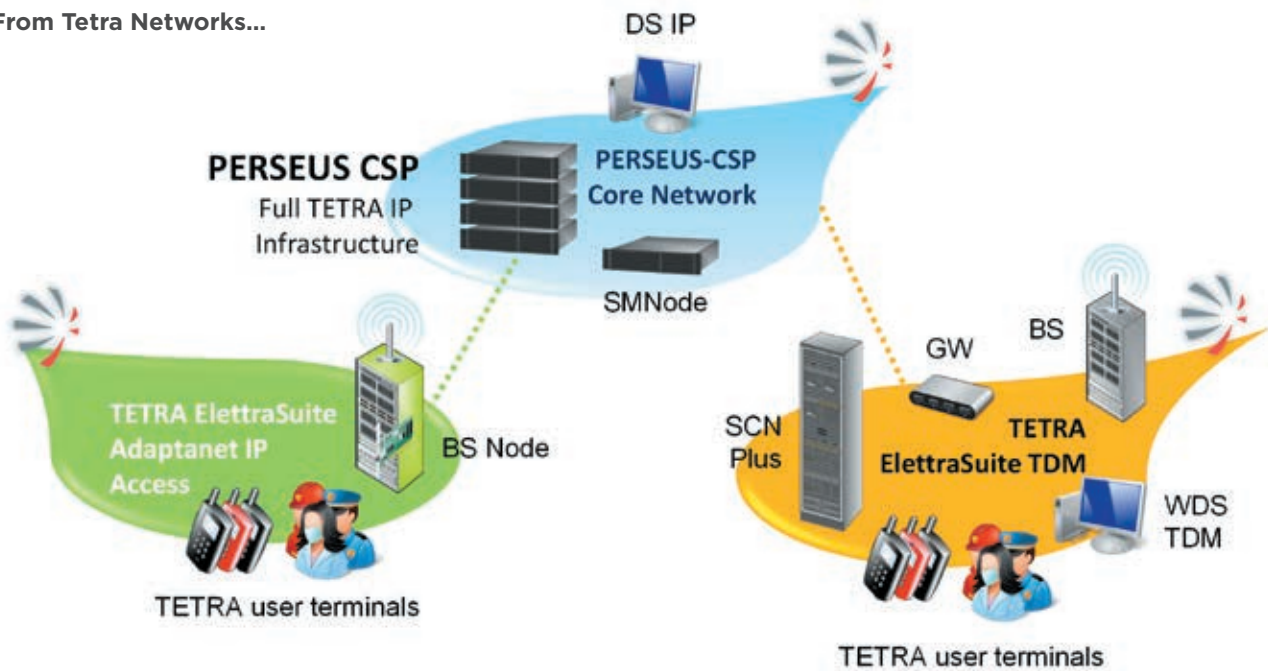 From Tetra Networks...
DS IP
PERSEUS CSP
Full TETRA IP
Infrastructure
PERSEUS-CSP
Core Network
SMNode
TETRA ElettraSuite
Adaptanet IP
Access
BS Node
TETRA user terminals
BS
GW
SCN
Plus
TETRA
ElettraSuite TDM
WDS
TDM
TETRA user terminals